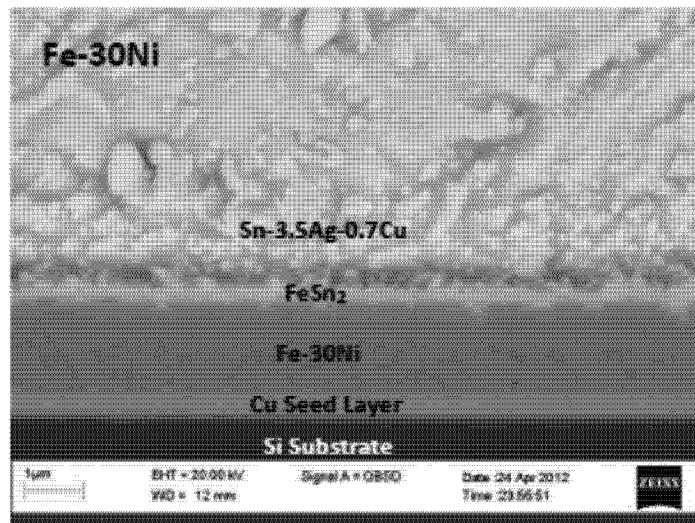 Fe-30Ni
Sn-3.5Ag-0.7Cu
FeSn₂
Fe-30Ni
Cu Seed Layer
Si Substrate
1µm
EHT = 20.00 kV
Signal A = QBSD
Date :24 Apr 2012
ZEISS
WD = 12 mm
Time :23:56:51